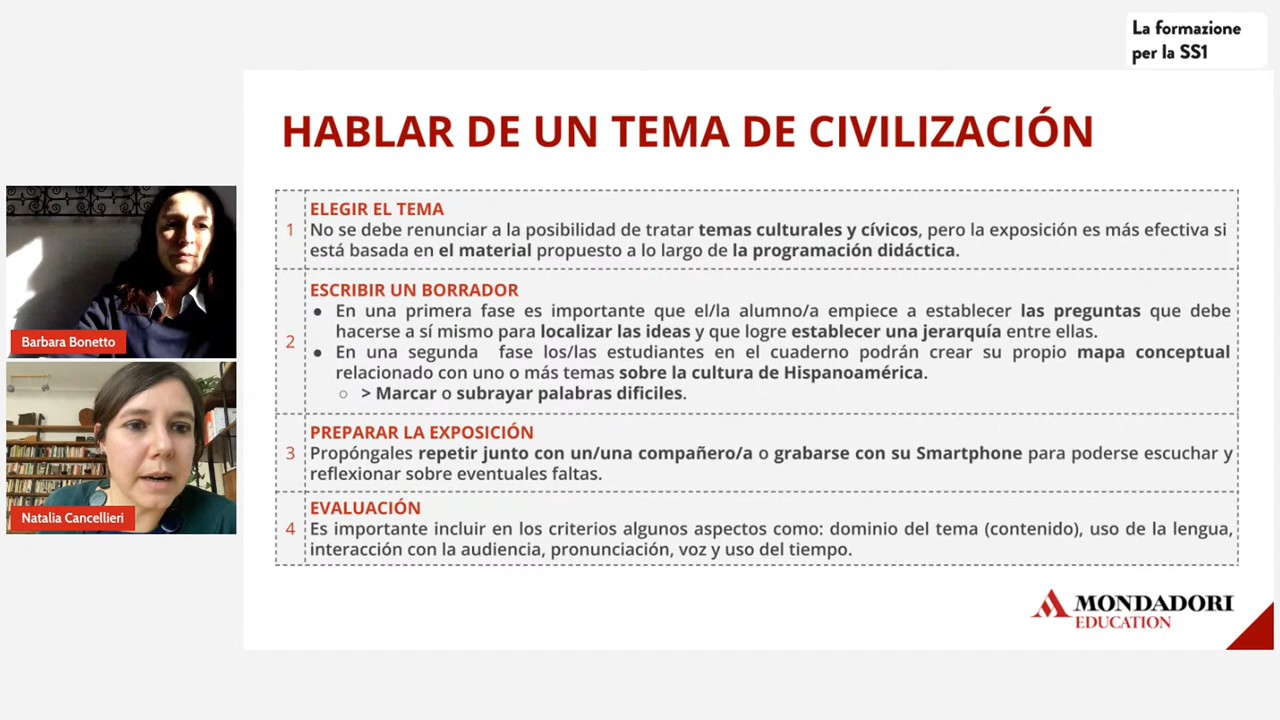 La formazione
per la SS1
HABLAR DE UN TEMA DE CIVILIZACIÓN
1
ELEGIR EL TEMA
No se debe renunciar a la posibilidad de tratar temas culturales y cívicos, pero la exposición es más efectiva si
está basada en el material propuesto a lo largo de la programación didáctica.
2
ESCRIBIR UN BORRADOR
● En una primera fase es importante que el/la alumno/a empiece a establecer las preguntas que debe
hacerse a sí mismo para localizar las ideas y que logre establecer una jerarquía entre ellas.
● En una segunda fase los/las estudiantes en el cuaderno podrán crear su propio mapa conceptual
relacionado con uno o más temas sobre la cultura de Hispanoamérica.
○ > Marcar o subrayar palabras dificiles.
3
PREPARAR LA EXPOSICIÓN
Propóngales repetir junto con un/una compañero/a o grabarse con su Smartphone para poderse escuchar y
reflexionar sobre eventuales faltas.
4
EVALUACIÓN
Es importante incluir en los criterios algunos aspectos como: dominio del tema (contenido), uso de la lengua,
interacción con la audiencia, pronunciación, voz y uso del tiempo.
Barbara Bonetto
Natalia Cancellieri
MONDADORI
EDUCATION